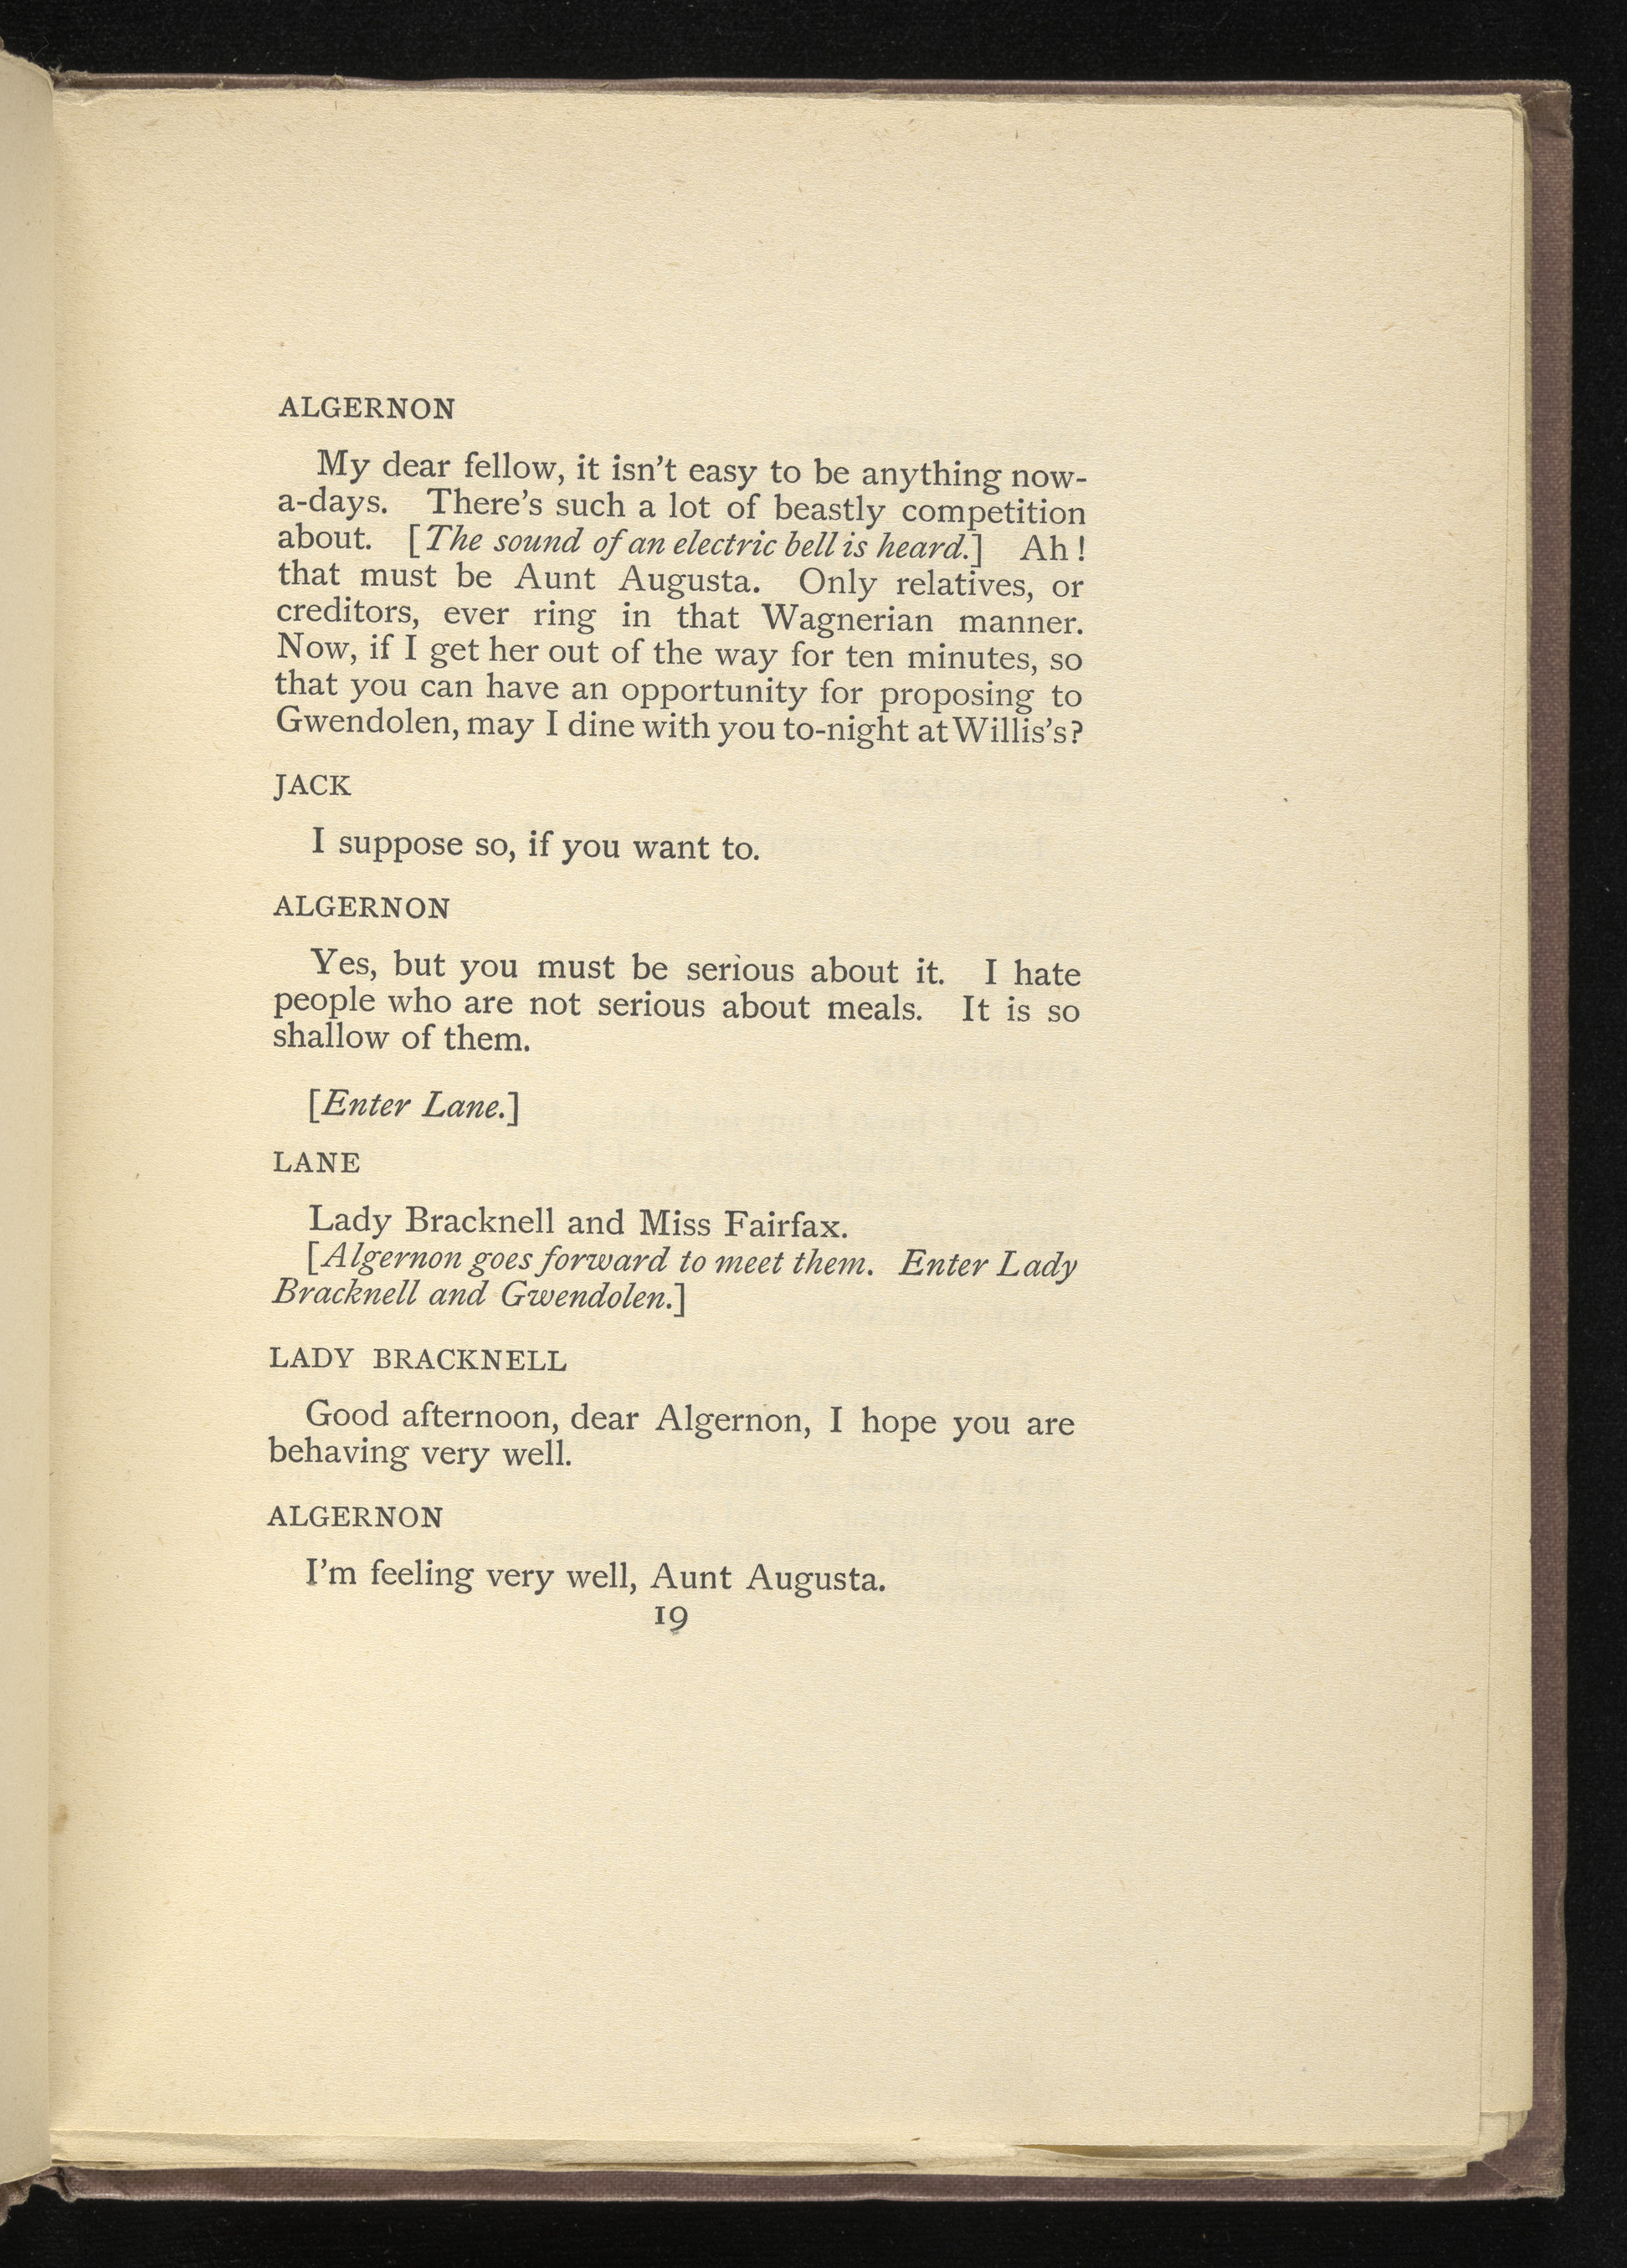 ALGERNON
My dear fellow, it isn't easy to be anything now-
a-days. There's such a lot of beastly competition
about. [The sound of an electric bell is heard.] Ah!
that must be Aunt Augusta. Only relatives, or
creditors, ever ring in that Wagnerian manner.
Now, if I get her out of the way for ten minutes, so
that you can have an opportunity for proposing to
Gwendolen, may I dine with you to-night at Willis's?
JACK
I suppose so, if you want to.
ALGERNON
Yes, but you must be serious about it. I hate
people who are not serious about meals. It is so
shallow of them.
[Enter Lane.]
LANE
Lady Bracknell and Miss Fairfax.
[Algernon goes forward to meet them. Enter Lady
Bracknell and Gwendolen.]
LADY BRACKNELL
Good afternoon, dear Algernon, I hope you are
behaving very well.
ALGERNON
I'm feeling very well, Aunt Augusta.
19